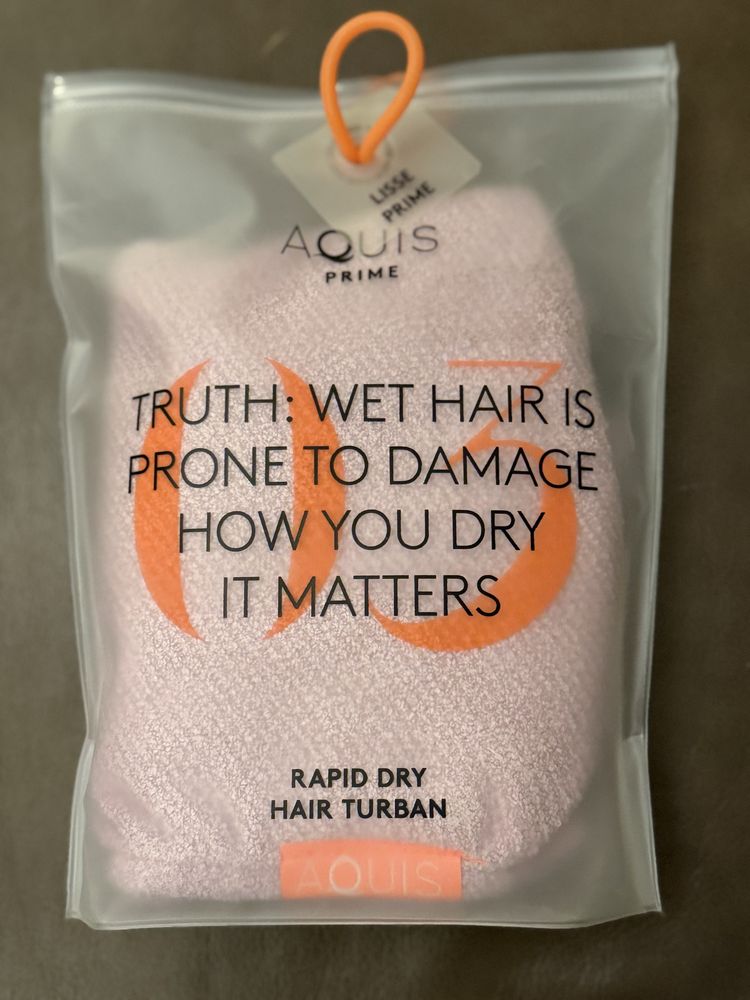 LISSE
PRIME
AQUIS
PRIME
03
TRUTH: WET HAIR IS
PRONE TO DAMAGE
HOW YOU DRY
IT MATTERS
RAPID DRY
HAIR TURBAN
AQUIS